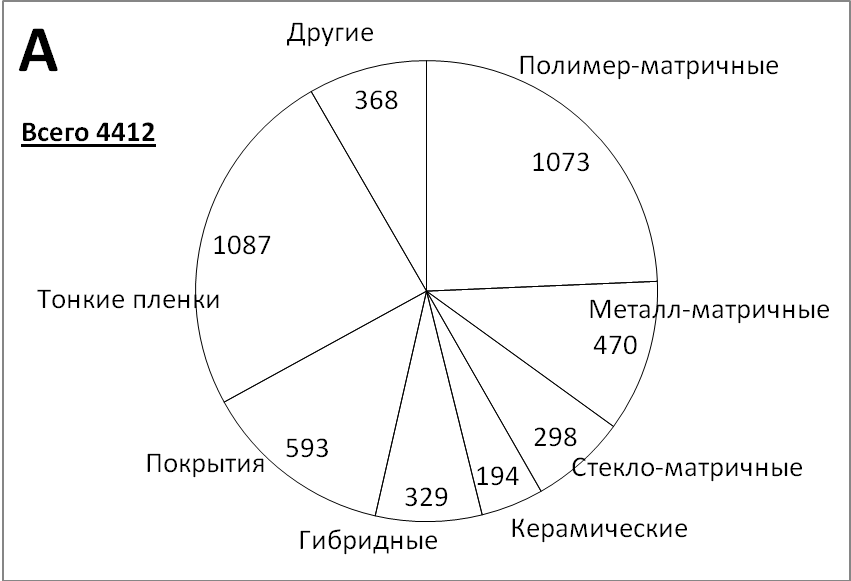 А
Всего 4412
Другие
368
Полимер-матричные
1073
Металл-матричные
470
298
Стекло-матричные
194
Керамические
329
Гибридные
593
Покрытия
1087
Тонкие пленки